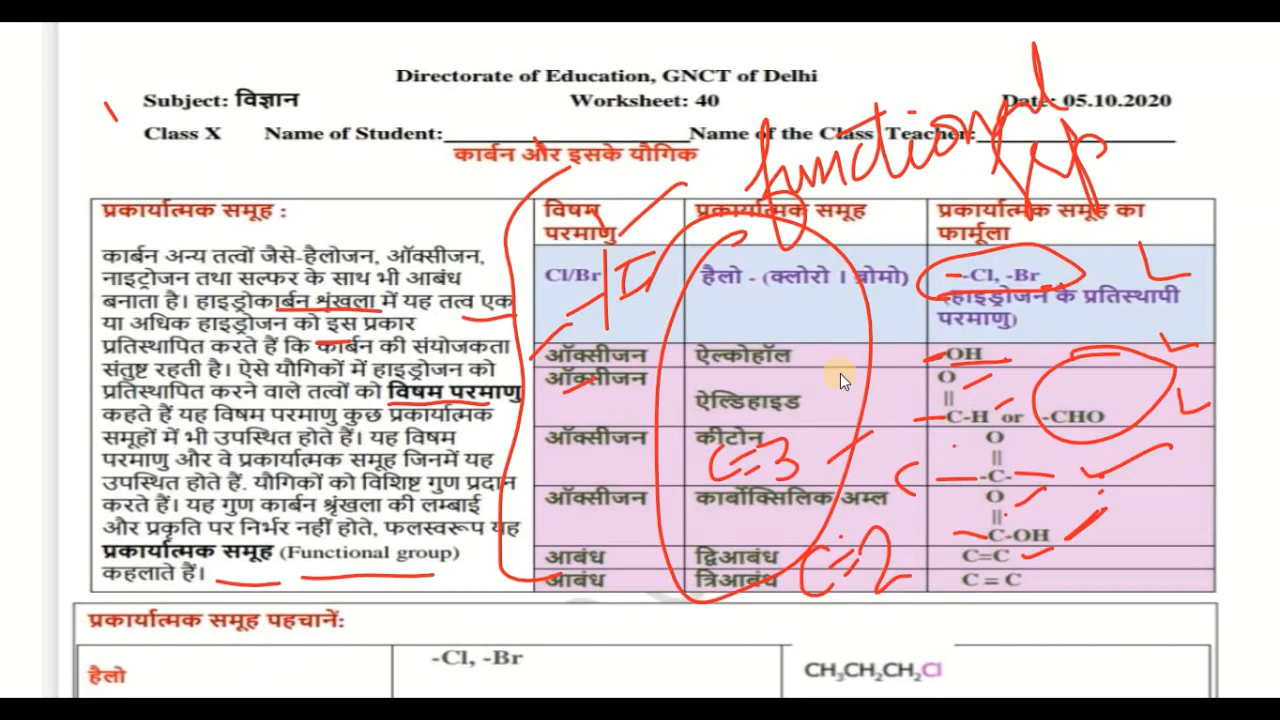 Directorate of Education, GNCT of Delhi
Subject: विज्ञान Worksheet: 40 Date: 05.10.2020
Class X Name of Student:____________________ Name of the Class Teacher:____________________
functional
कार्बन और इसके यौगिक
प्रकार्यात्मक समूह :
कार्बन अन्य तत्वों जैसे-हैलोजन, ऑक्सीजन,
नाइट्रोजन तथा सल्फर के साथ भी आबंध
बनाता है। हाइड्रोकार्बन श्रृंखला में यह तत्व एक
या अधिक हाइड्रोजन को इस प्रकार
प्रतिस्थापित करते हैं कि कार्बन की संयोजकता
संतुष्ट रहती है। ऐसे यौगिकों में हाइड्रोजन को
प्रतिस्थापित करने वाले तत्वों को विषम परमाणु
कहते हैं यह विषम परमाणु कुछ प्रकार्यात्मक
समूहों में भी उपस्थित होते हैं। यह विषम
परमाणु और वे प्रकार्यात्मक समूह जिनमें यह
उपस्थित होते हैं. यौगिकों को विशिष्ट गुण प्रदान
करते हैं। यह गुण कार्बन श्रृंखला की लम्बाई
और प्रकृति पर निर्भर नहीं होते, फलस्वरूप यह
प्रकार्यात्मक समूह (Functional group)
कहलाते हैं।
विषम परमाणु
प्रकार्यात्मक समूह
प्रकार्यात्मक समूह का
फार्मूला
Cl/Br I
हैलो - (क्लोरो । ब्रोमो)
-Cl, -Br
हाइड्रोजन के प्रतिस्थापी
परमाणु)
ऑक्सीजन ऐल्कोहॉल -OH
ऑक्सीजन ऐल्डिहाइड
O
||
C-H or -CHO
ऑक्सीजन कीटोन
C=3
O
||
-C-
ऑक्सीजन कार्बोक्सिलिक अम्ल
O
||
-C-OH
आबंध द्विआबंध C=C
C=2
आबंध त्रिआबंध C = C
प्रकार्यात्मक समूह पहचानें:
हैलो -Cl, -Br CH₃CH₂CH₂Cl